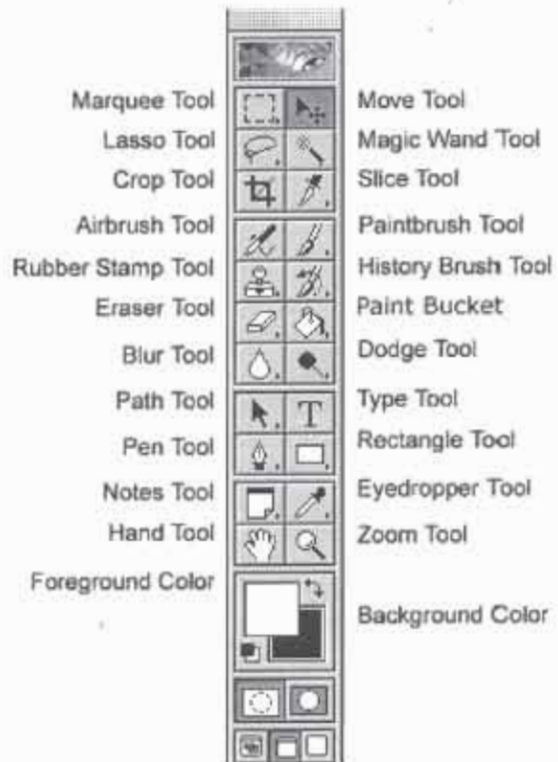 Marquee Tool Move Tool
Lasso Tool Magic Wand Tool
Crop Tool Slice Tool
Airbrush Tool Paintbrush Tool
Rubber Stamp Tool History Brush Tool
Eraser Tool Paint Bucket
Blur Tool Dodge Tool
Path Tool T Type Tool
Pen Tool Rectangle Tool
Notes Tool Eyedropper Tool
Hand Tool Zoom Tool
Foreground Color
Background Color